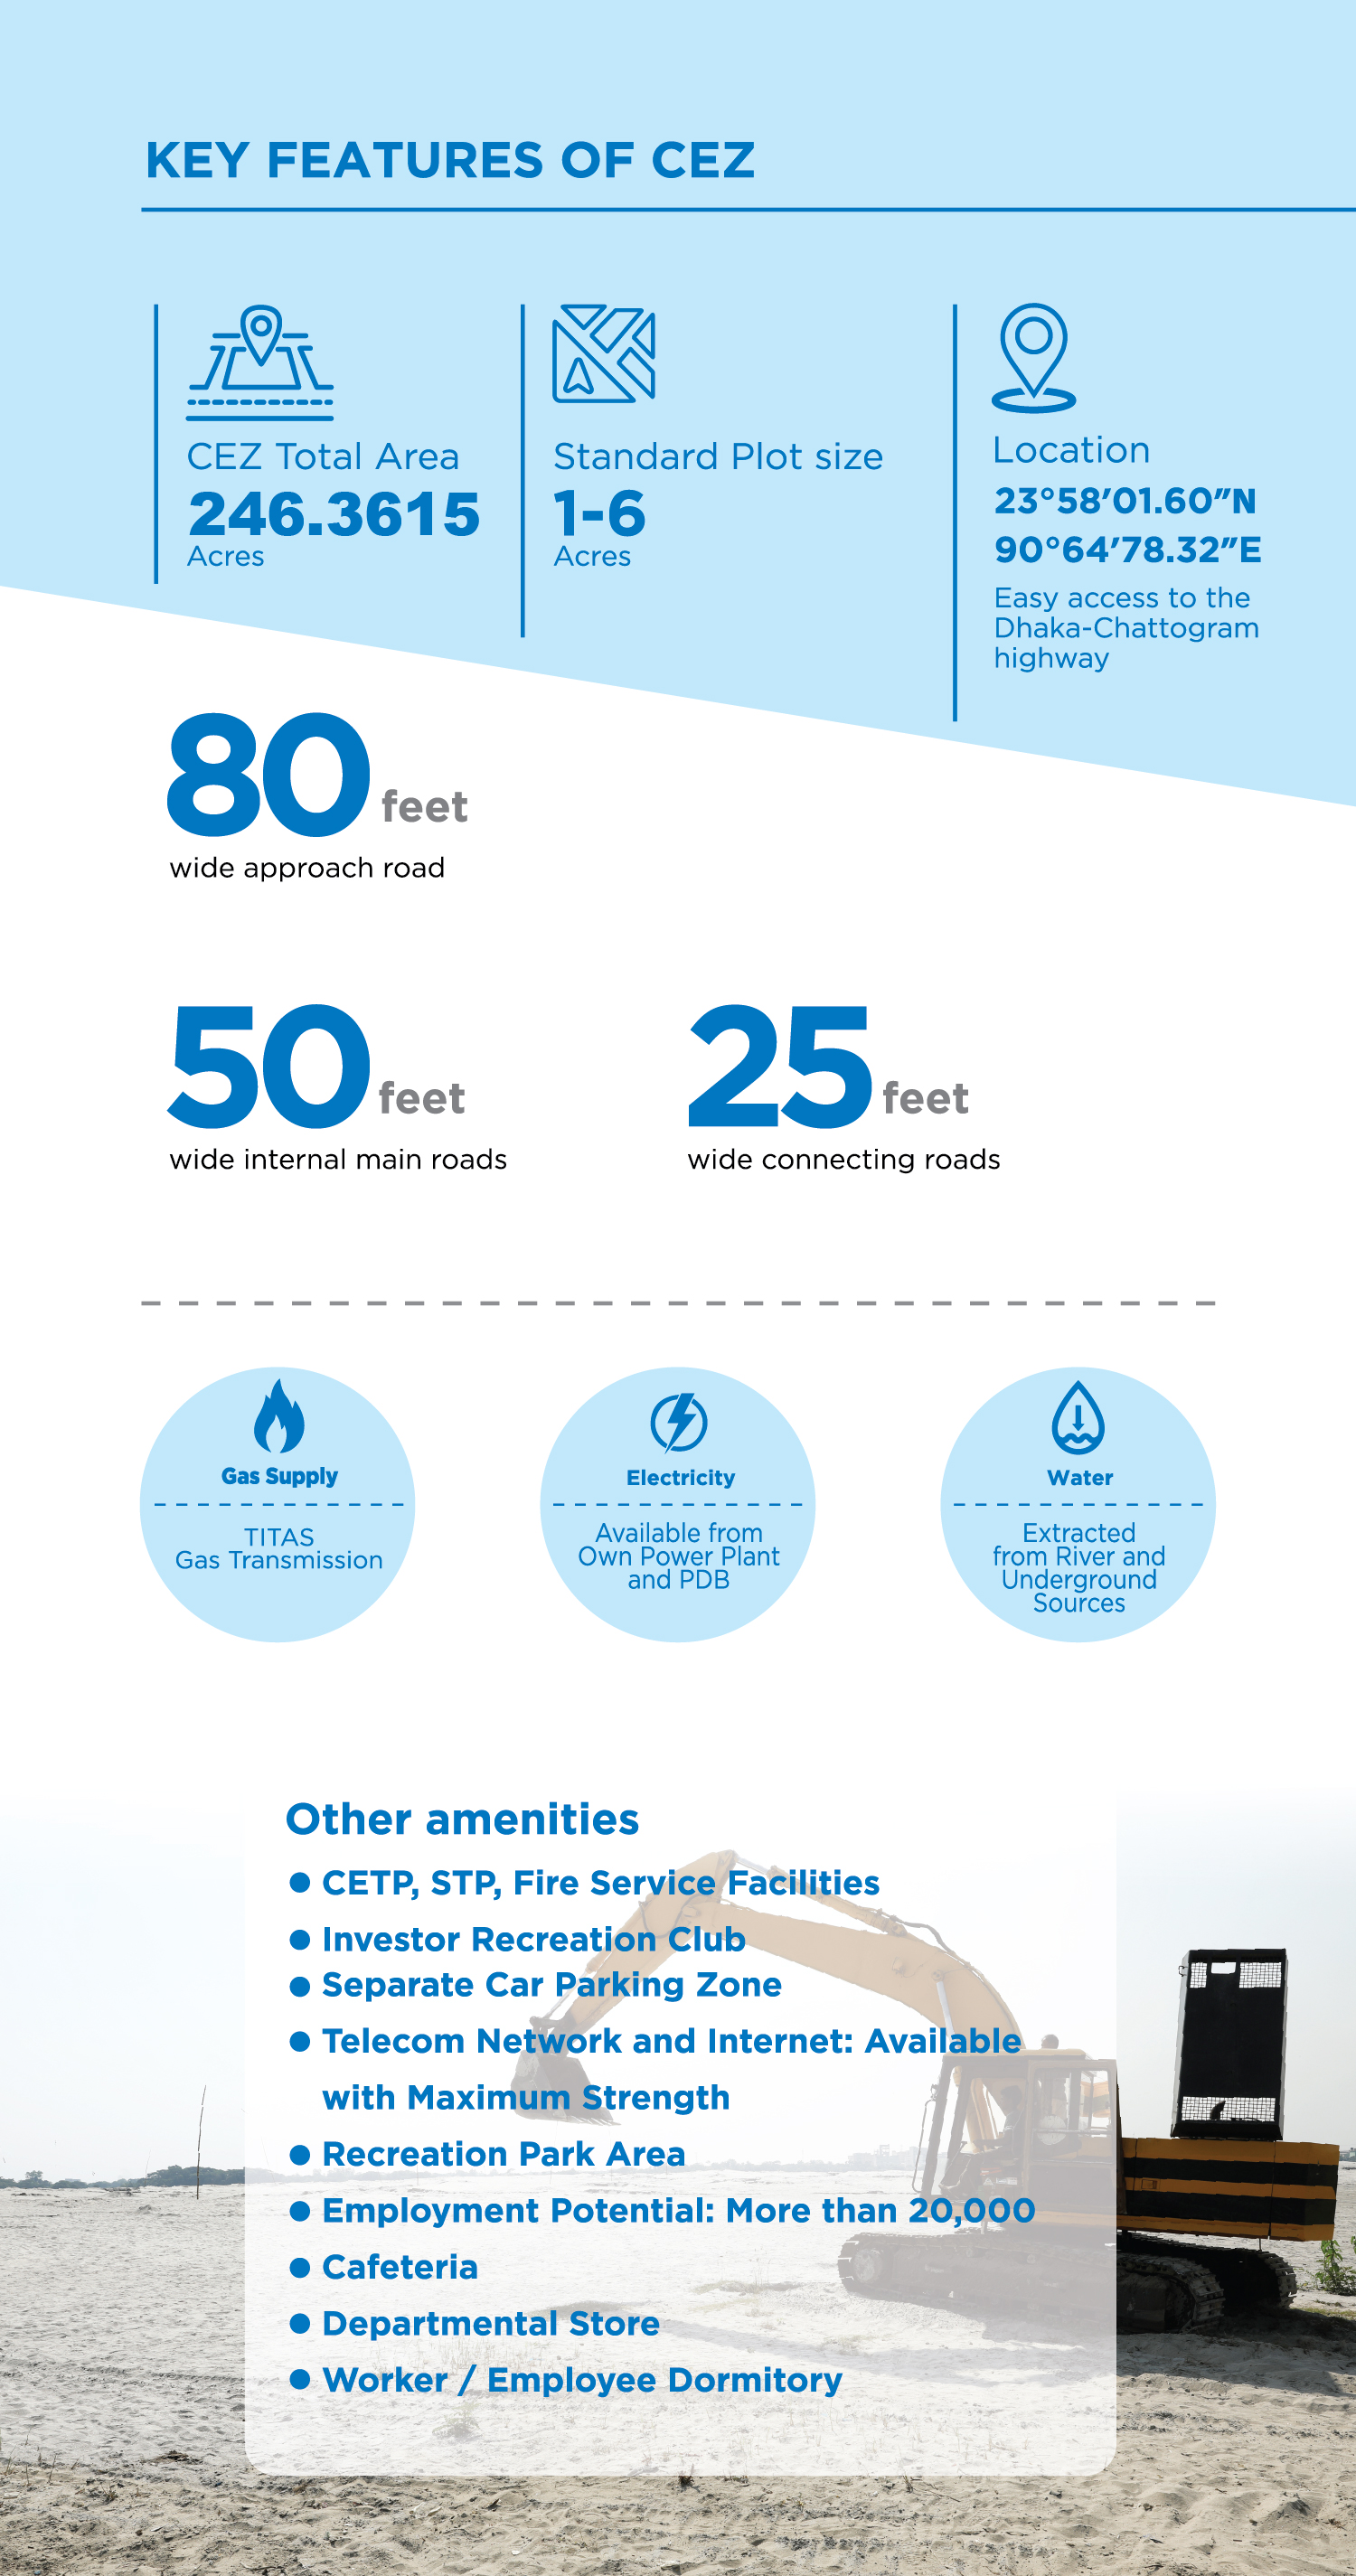 KEY FEATURES OF CEZ
CEZ Total Area
246.3615
Acres
Standard Plot size
1-6
Acres
Location
23°58′01.60″N
90°64′78.32″E
Easy access to the
Dhaka-Chattogram
highway
80 feet
wide approach road
50 feet
wide internal main roads
25 feet
wide connecting roads
Gas Supply
TITAS
Gas Transmission
Electricity
Available from
Own Power Plant
and PDB
Water
Extracted
from River and
Underground
Sources
Other amenities
● CETP, STP, Fire Service Facilities
● Investor Recreation Club
● Separate Car Parking Zone
● Telecom Network and Internet: Available
with Maximum Strength
● Recreation Park Area
● Employment Potential: More than 20,000
● Cafeteria
● Departmental Store
● Worker / Employee Dormitory